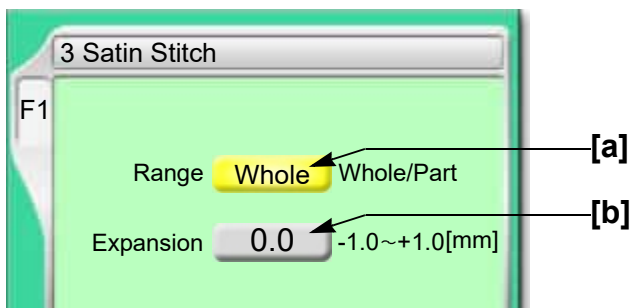 3 Satin Stitch
F1
Range Whole Whole/Part [a]
Expansion 0.0 -1.0~+1.0[mm] [b]